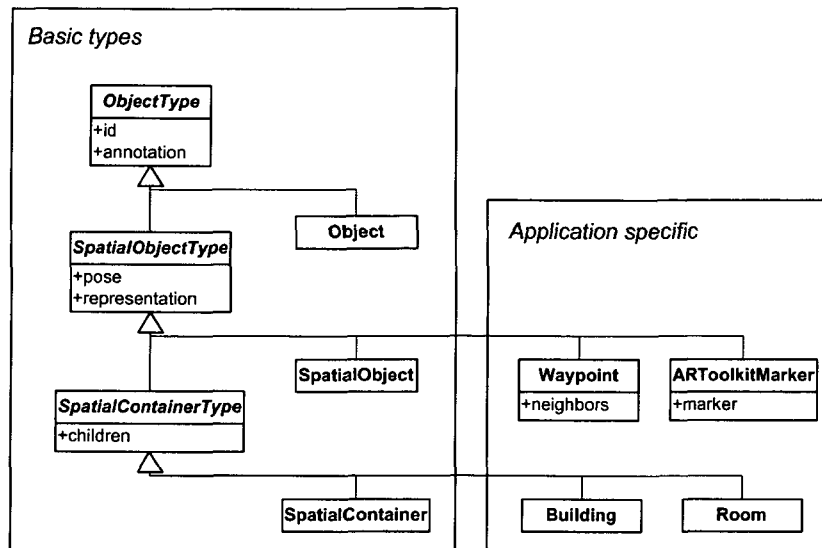 Basic types
ObjectType
+id
+annotation
Object
SpatialObjectType
+pose
+representation
Application specific
SpatialObject
Waypoint
+neighbors
ARToolkitMarker
+marker
SpatialContainerType
+children
SpatialContainer
Building
Room